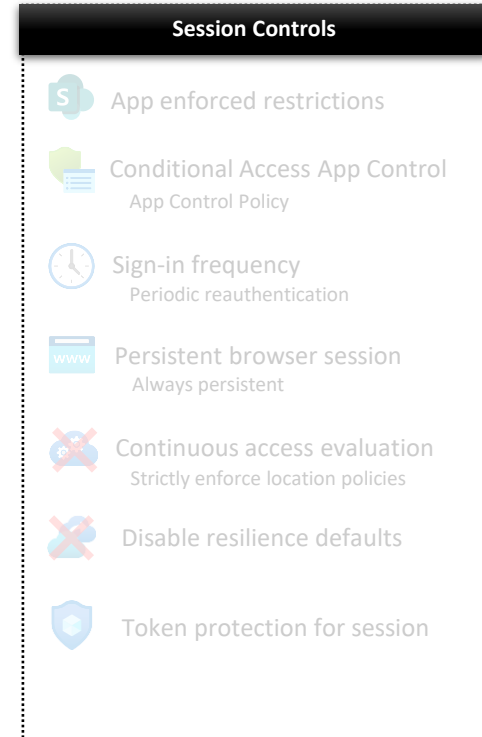 Session Controls
S
App enforced restrictions
Conditional Access App Control
App Control Policy
Sign-in frequency
Periodic reauthentication
www
Persistent browser session
Always persistent
Continuous access evaluation
Strictly enforce location policies
Disable resilience defaults
Token protection for session